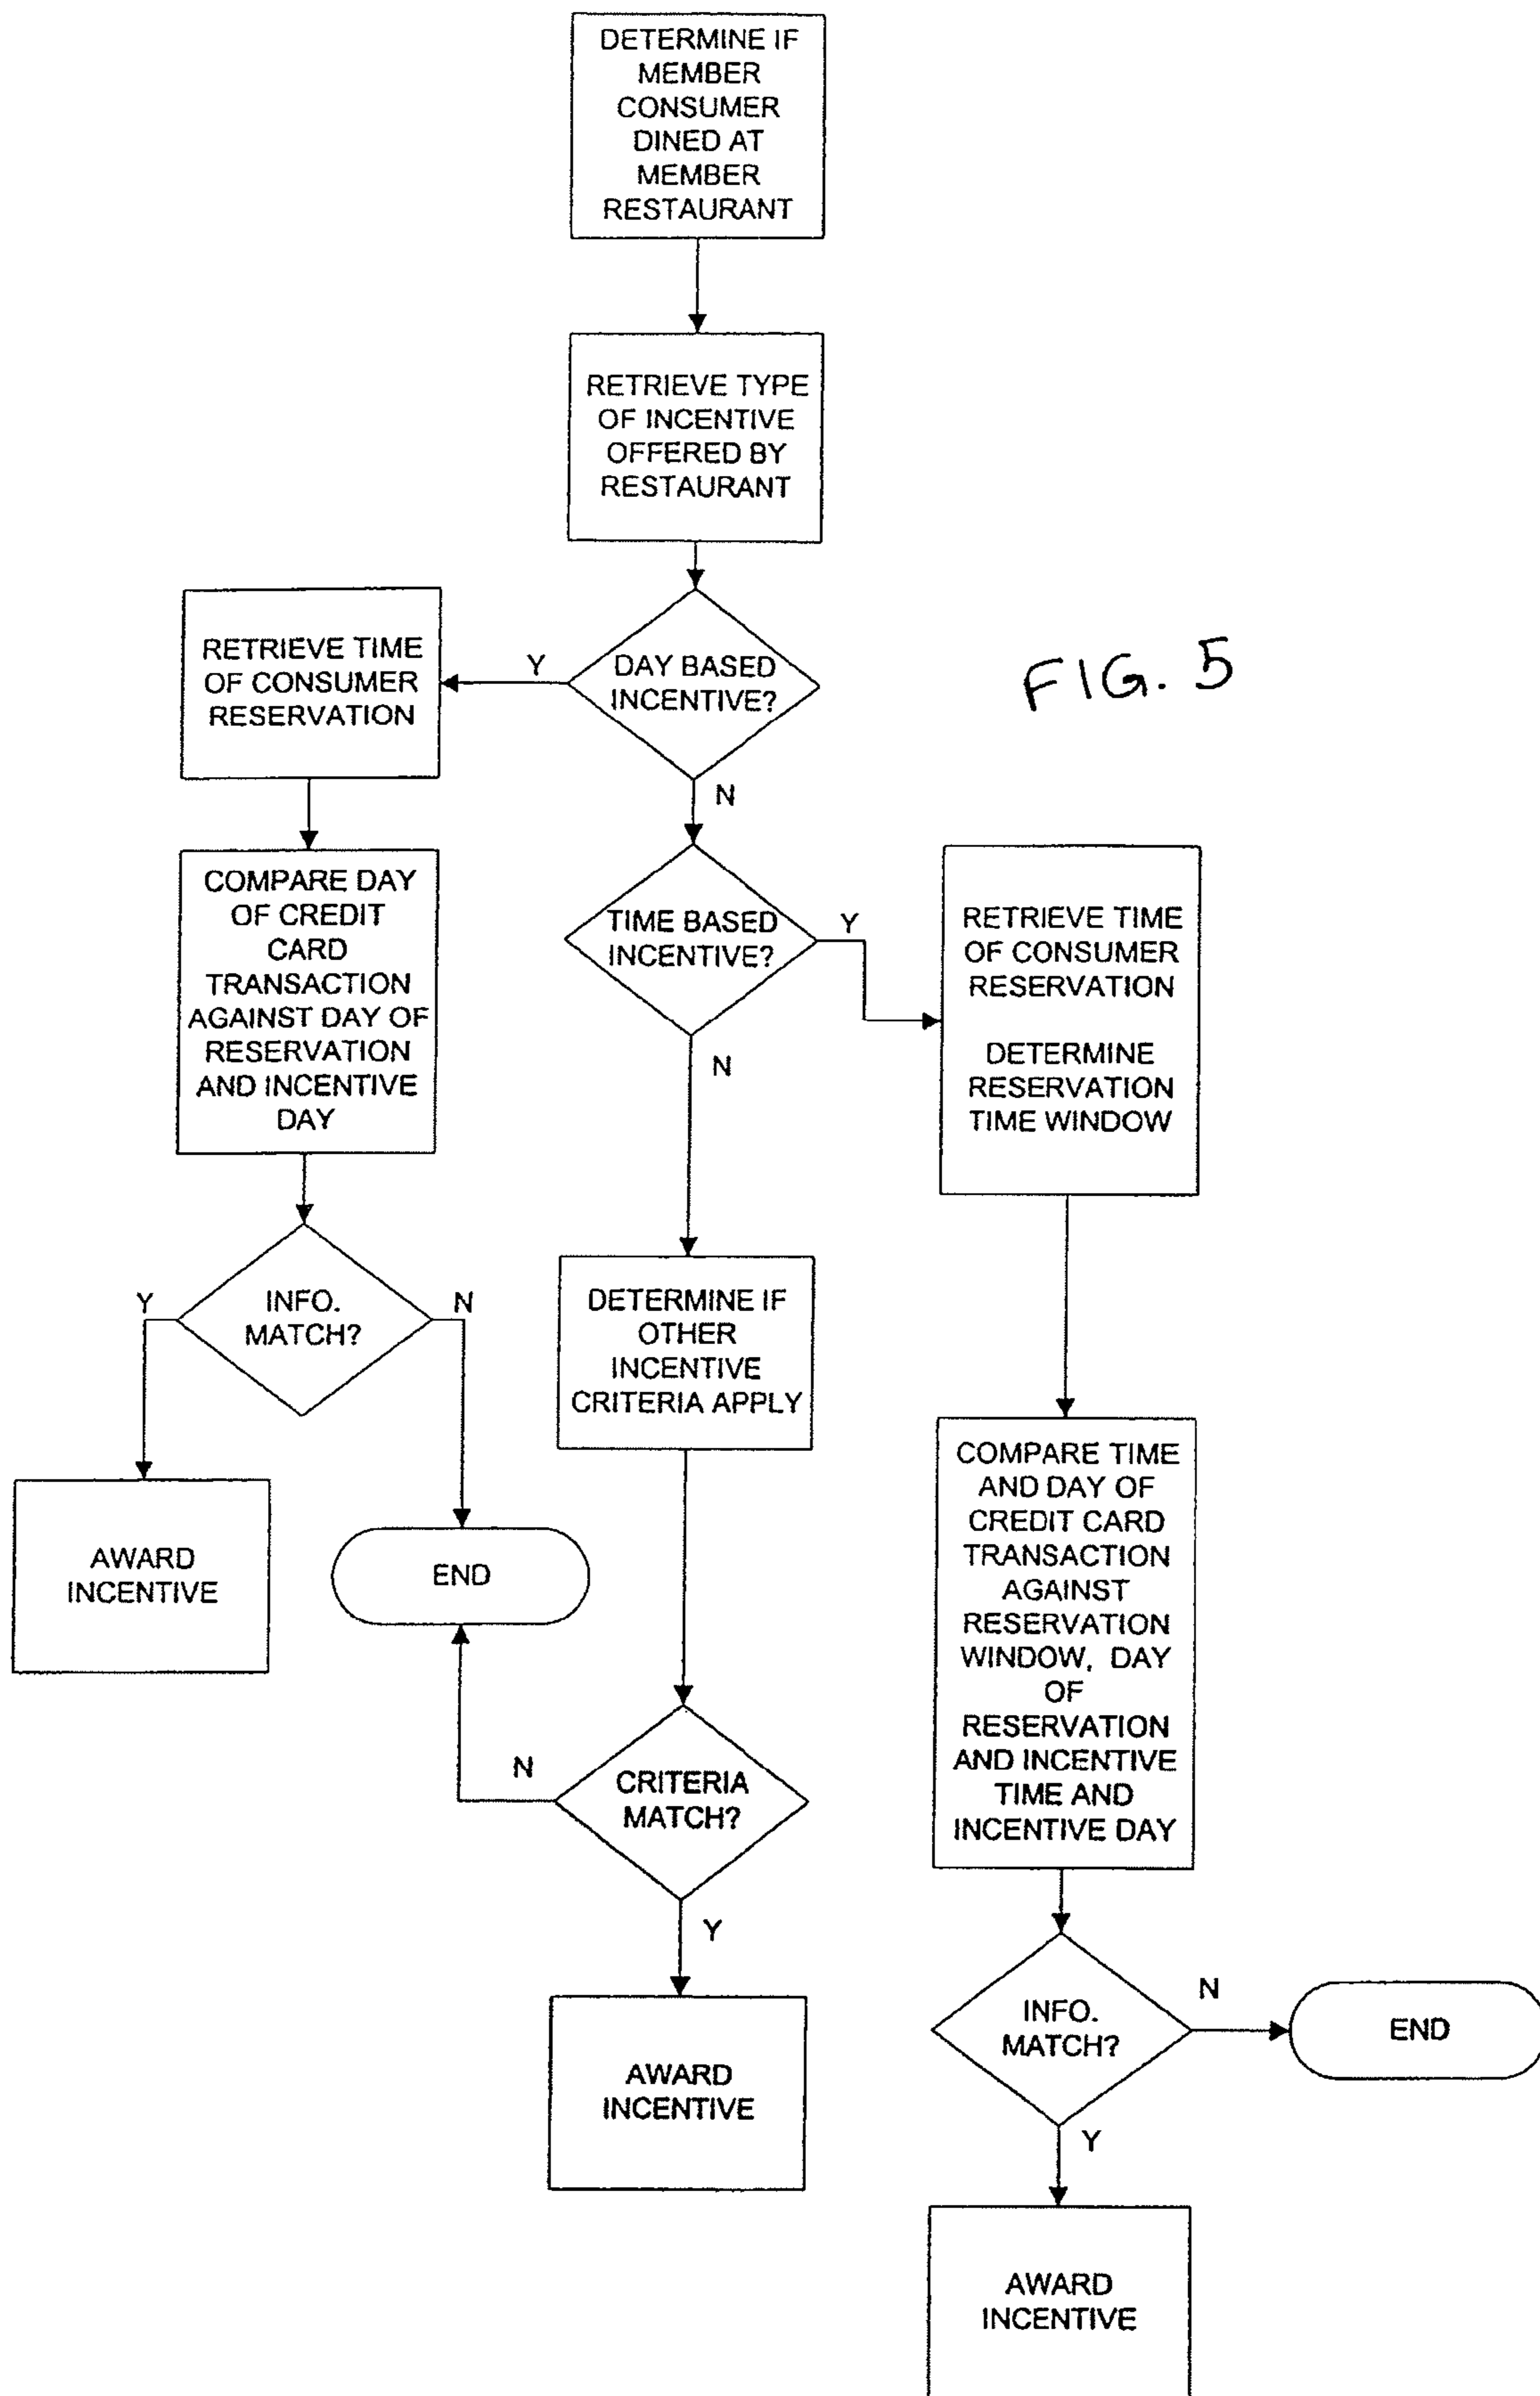 DETERMINE IF
MEMBER
CONSUMER
DINED AT
MEMBER
RESTAURANT
RETRIEVE TYPE
OF INCENTIVE
OFFERED BY
RESTAURANT
DAY BASED
INCENTIVE?
Y
N
RETRIEVE TIME
OF CONSUMER
RESERVATION
FIG. 5
COMPARE DAY
OF CREDIT
CARD
TRANSACTION
AGAINST DAY OF
RESERVATION
AND INCENTIVE
DAY
TIME BASED
INCENTIVE?
Y
N
RETRIEVE TIME
OF CONSUMER
RESERVATION
DETERMINE
RESERVATION
TIME WINDOW
INFO.
MATCH?
Y
N
AWARD
INCENTIVE
END
DETERMINE IF
OTHER
INCENTIVE
CRITERIA APPLY
CRITERIA
MATCH?
N
Y
AWARD
INCENTIVE
COMPARE TIME
AND DAY OF
CREDIT CARD
TRANSACTION
AGAINST
RESERVATION
WINDOW, DAY
OF
RESERVATION
AND INCENTIVE
TIME AND
INCENTIVE DAY
INFO.
MATCH?
N
END
Y
AWARD
INCENTIVE